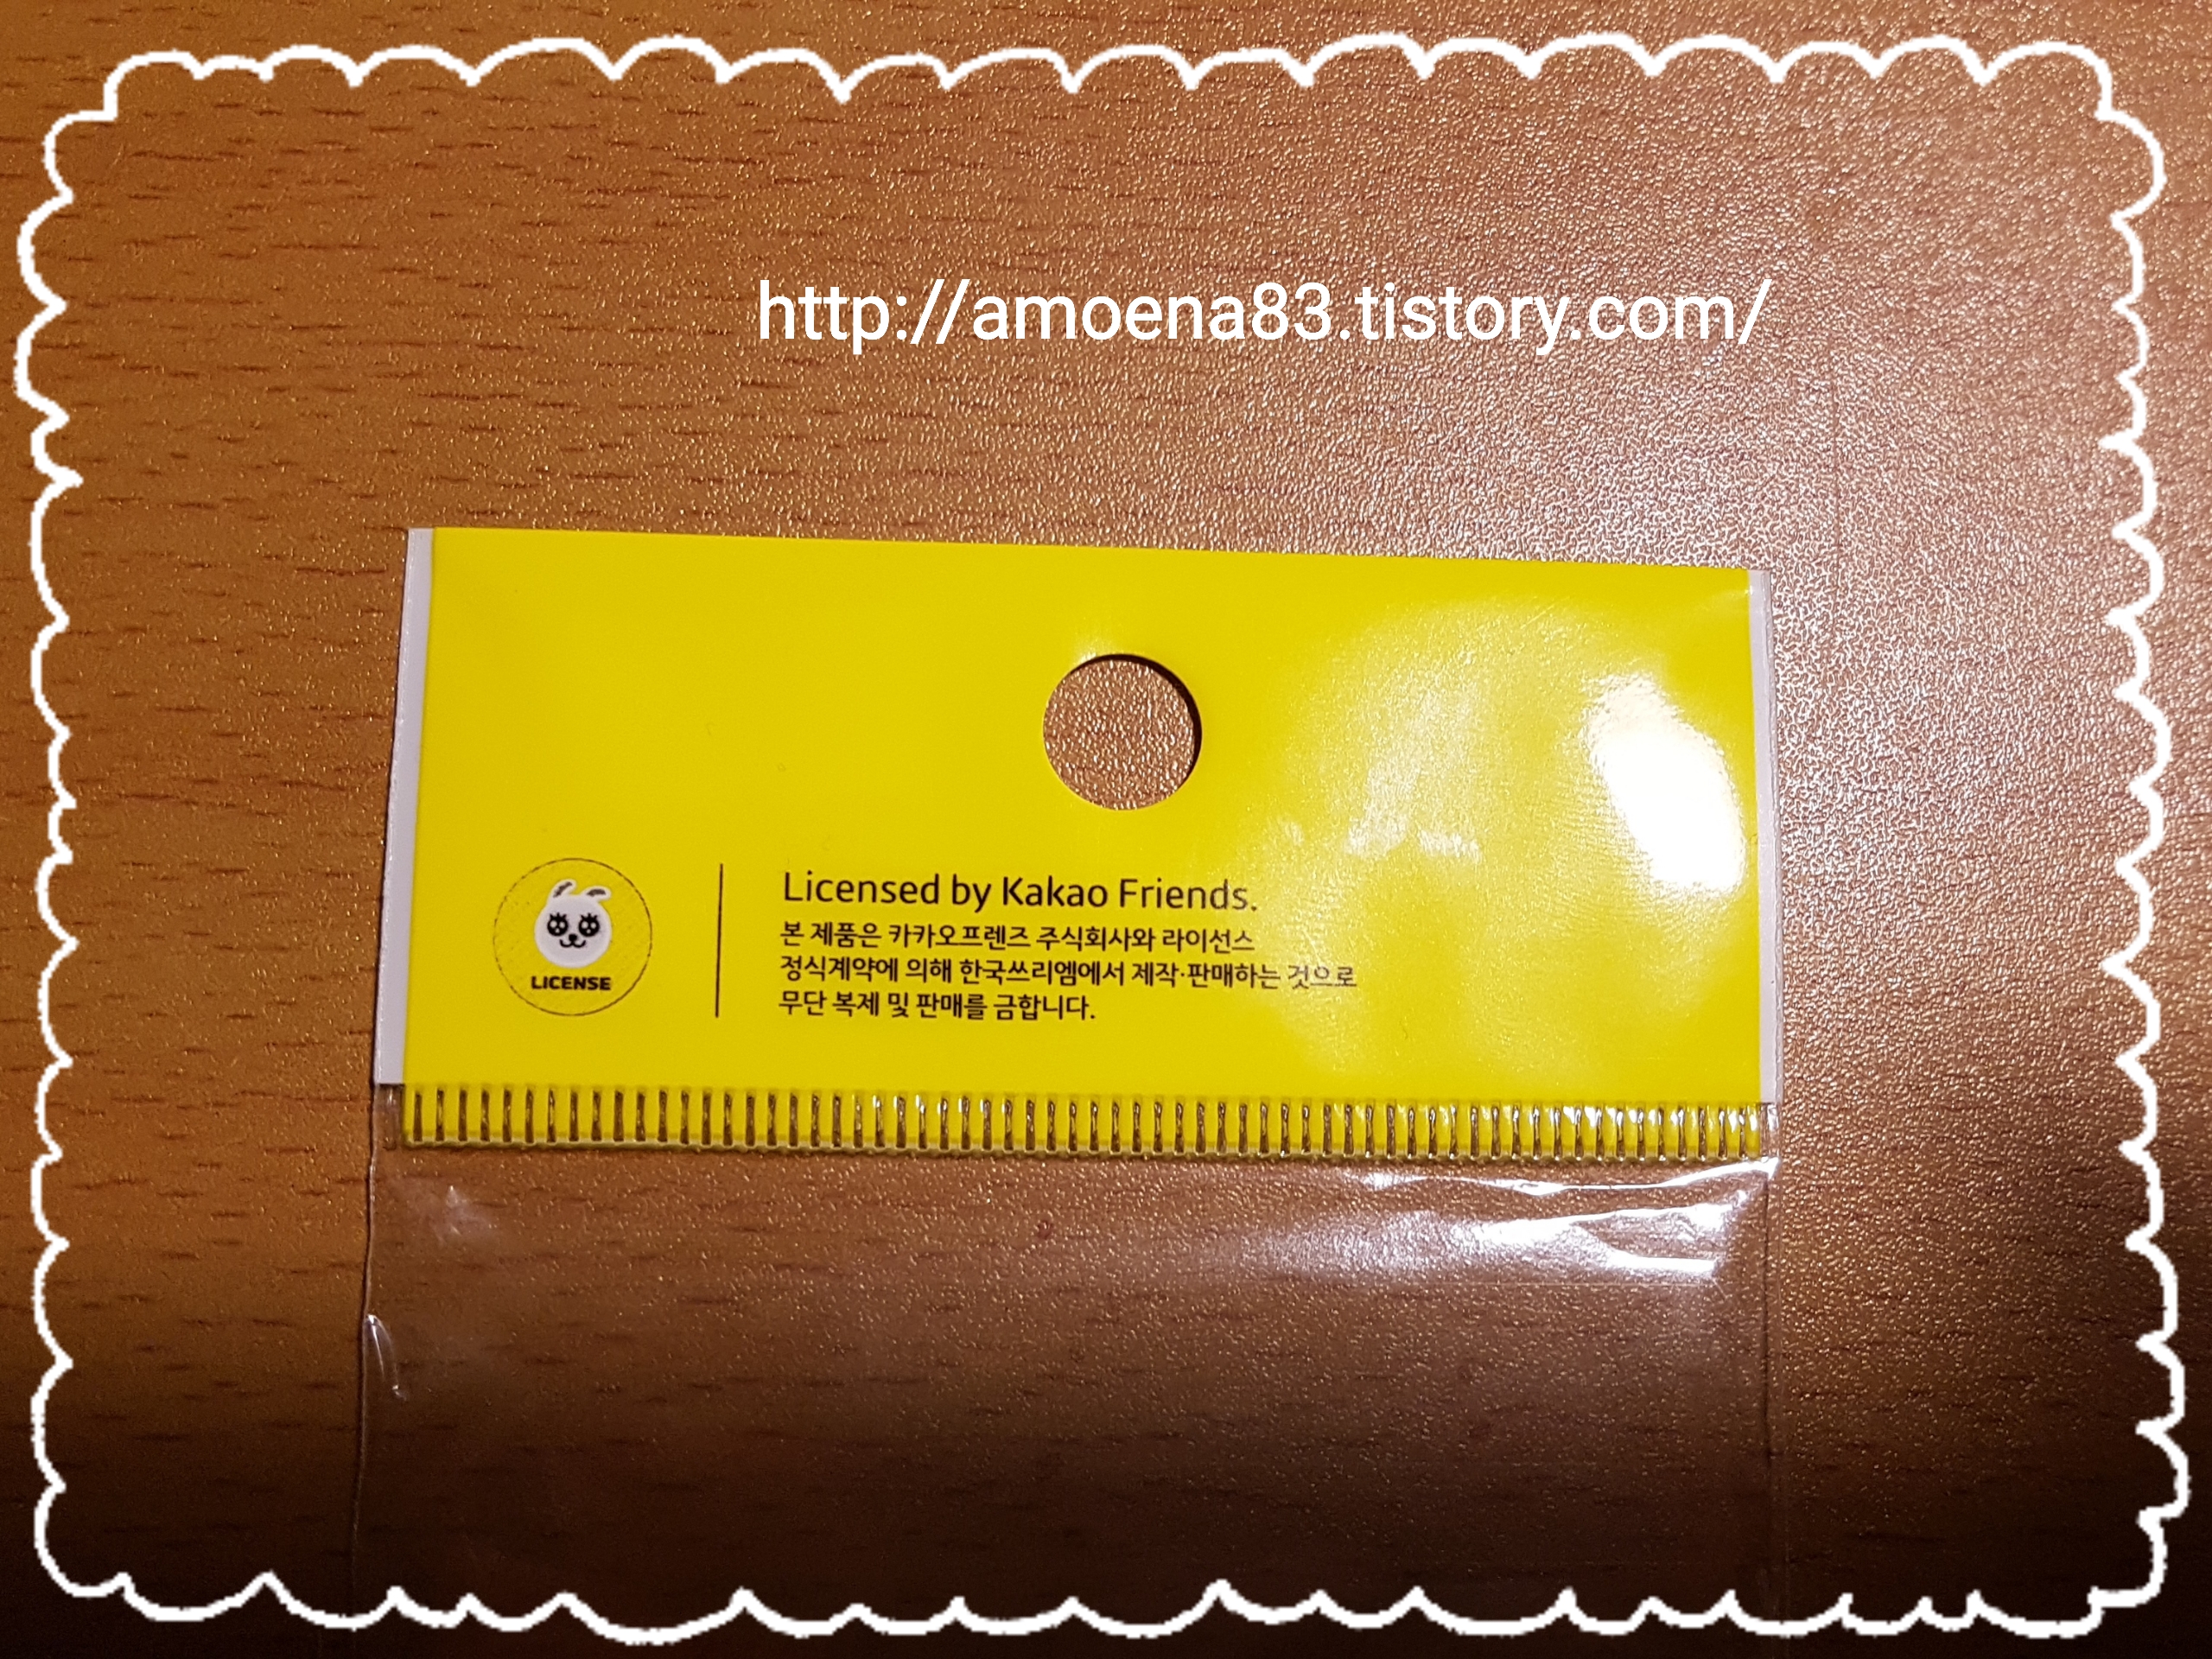 http://amoena83.tistory.com/
Licensed by Kakao Friends.
본 제품은 카카오프렌즈 주식회사와 라이선스
정식계약에 의해 한국쓰리엠에서 제작·판매하는 것으로
무단 복제 및 판매를 금합니다.
LICENSE